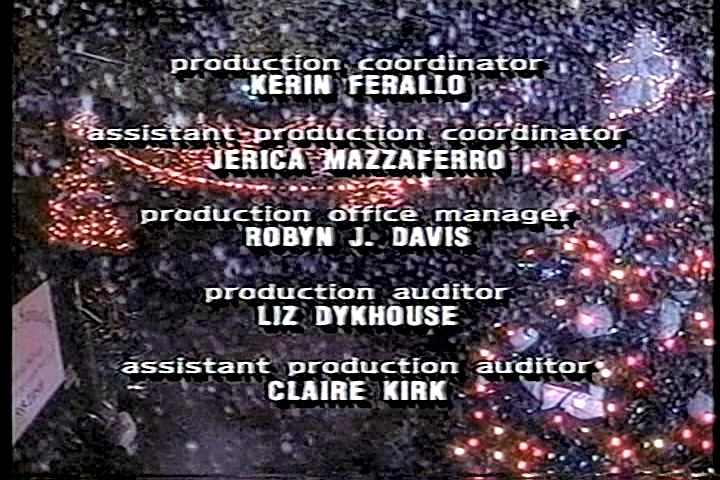 production coordinator
KERIN FERALLO
assistant production coordinator
JERICA MAZZAFERRO
production office manager
ROBYN J. DAVIS
production auditor
LIZ DYKHOUSE
assistant production auditor
CLAIRE KIRK